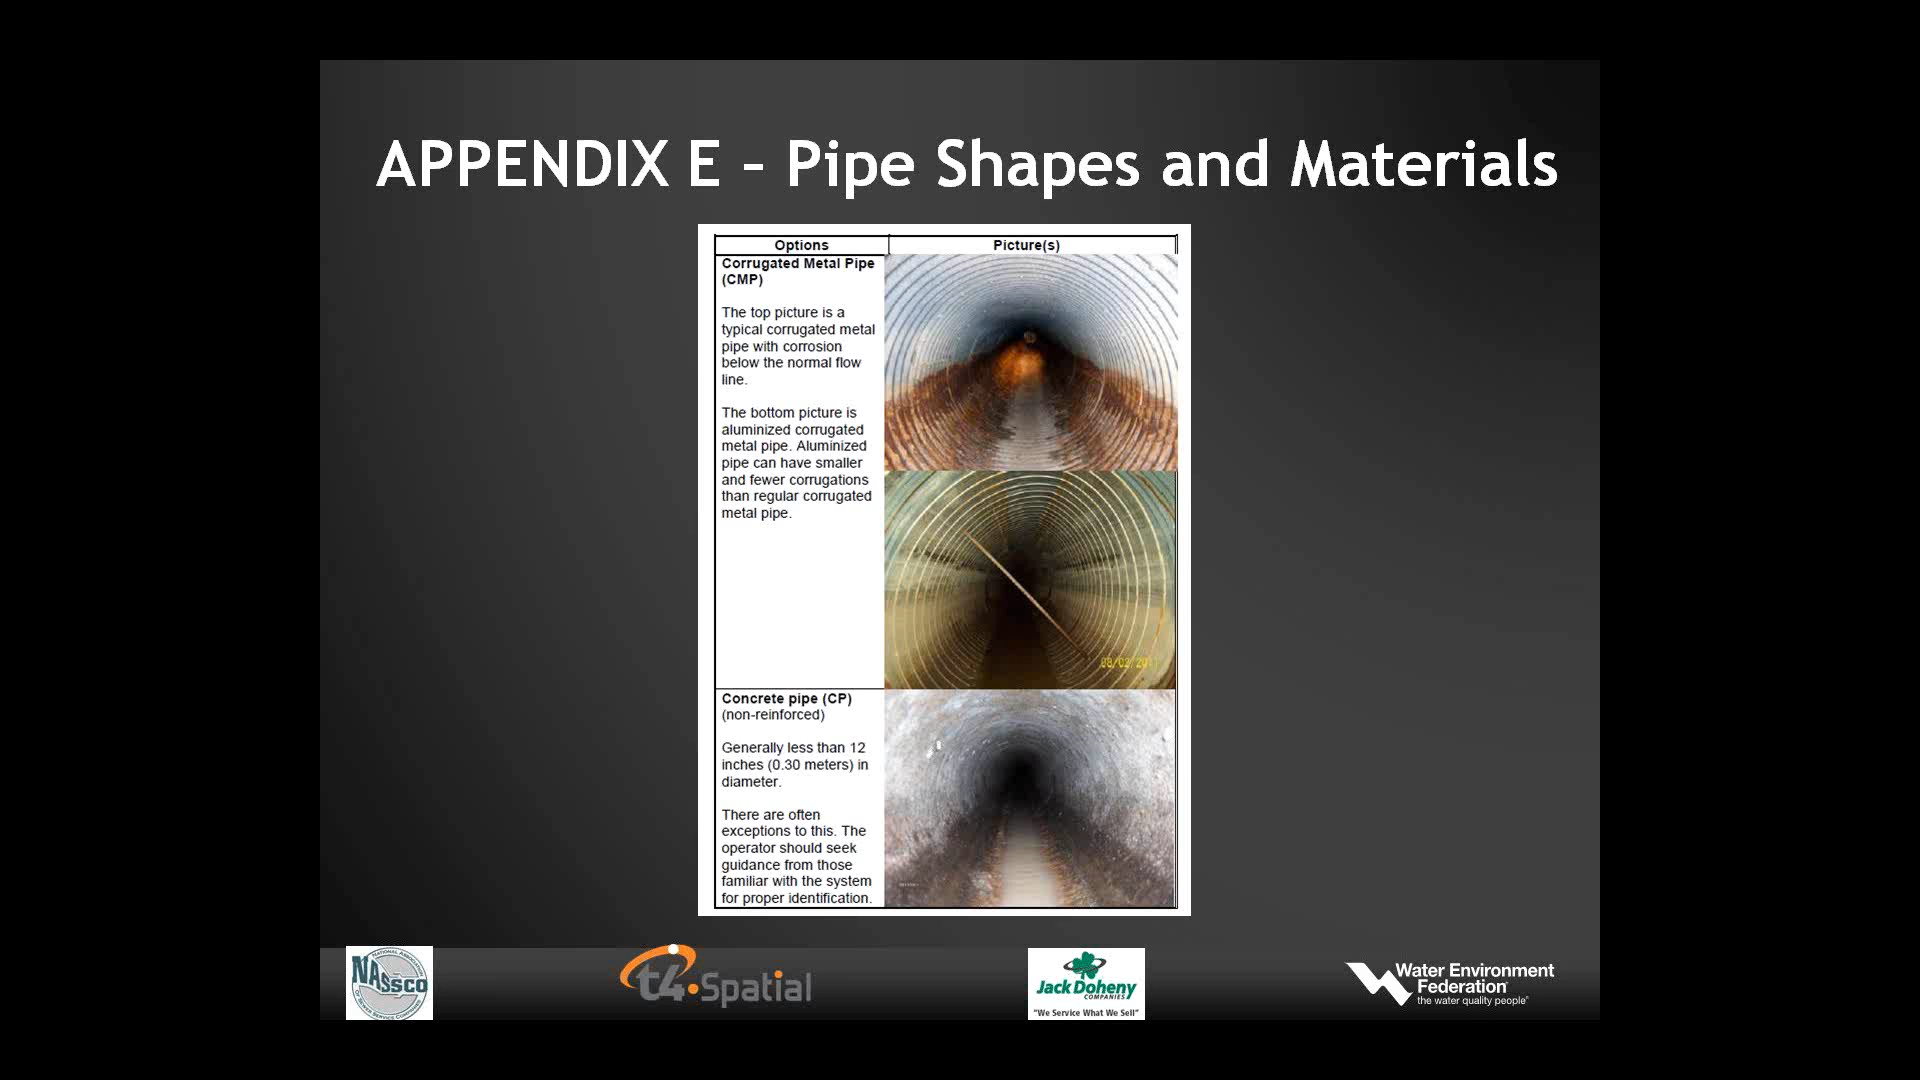 APPENDIX E – Pipe Shapes and Materials
Options
Picture(s)
Corrugated Metal Pipe
(CMP)
The top picture is a
typical corrugated metal
pipe with corrosion
below the normal flow
line.
The bottom picture is
aluminized corrugated
metal pipe. Aluminized
pipe can have smaller
and fewer corrugations
than regular corrugated
metal pipe.
Concrete pipe (CP)
(non-reinforced)
Generally less than 12
inches (0.30 meters) in
diameter.
There are often
exceptions to this. The
operator should seek
guidance from those
familiar with the system
for proper identification.
NASSCO
t4 Spatial
Jack Doheny
COMPANIES
"We Service What We Sell"
Water Environment
Federation
the water quality people